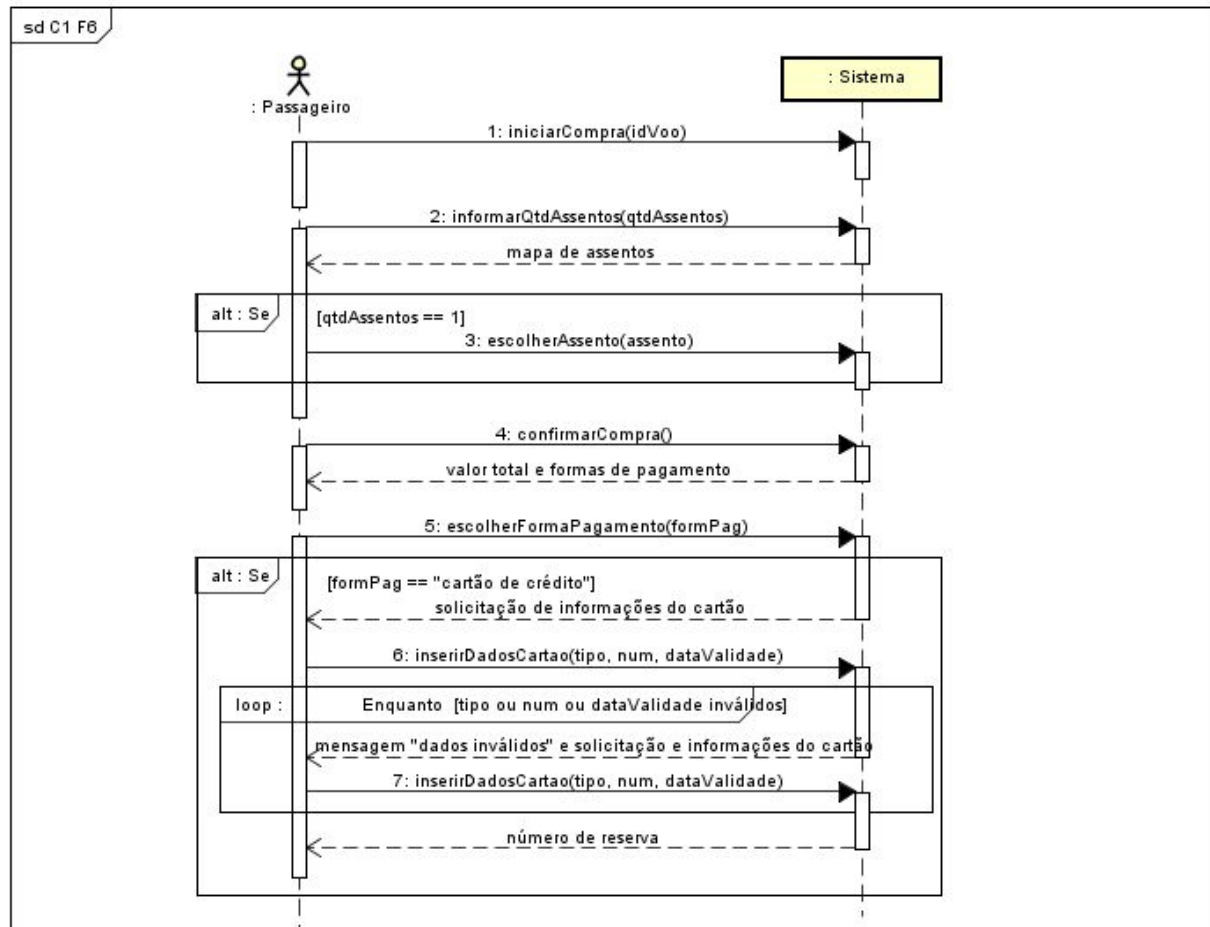 sd C1 F6
: Passageiro
: Sistema
1: iniciarCompra(idVoo)
2: informarQtdAssentos(qtdAssentos)
mapa de assentos
alt : Se
[qtdAssentos == 1]
3: escolherAssento(assento)
4: confirmarCompra()
valor total e formas de pagamento
5: escolherFormaPagamento(formPag)
alt : Se
[formPag == "cartão de crédito"]
solicitação de informações do cartão
6: inserirDadosCartao(tipo, num, dataValidade)
loop : Enquanto [tipo ou num ou dataValidade inválidos]
mensagem "dados inválidos" e solicitação e informações do cartão
7: inserirDadosCartao(tipo, num, dataValidade)
número de reserva